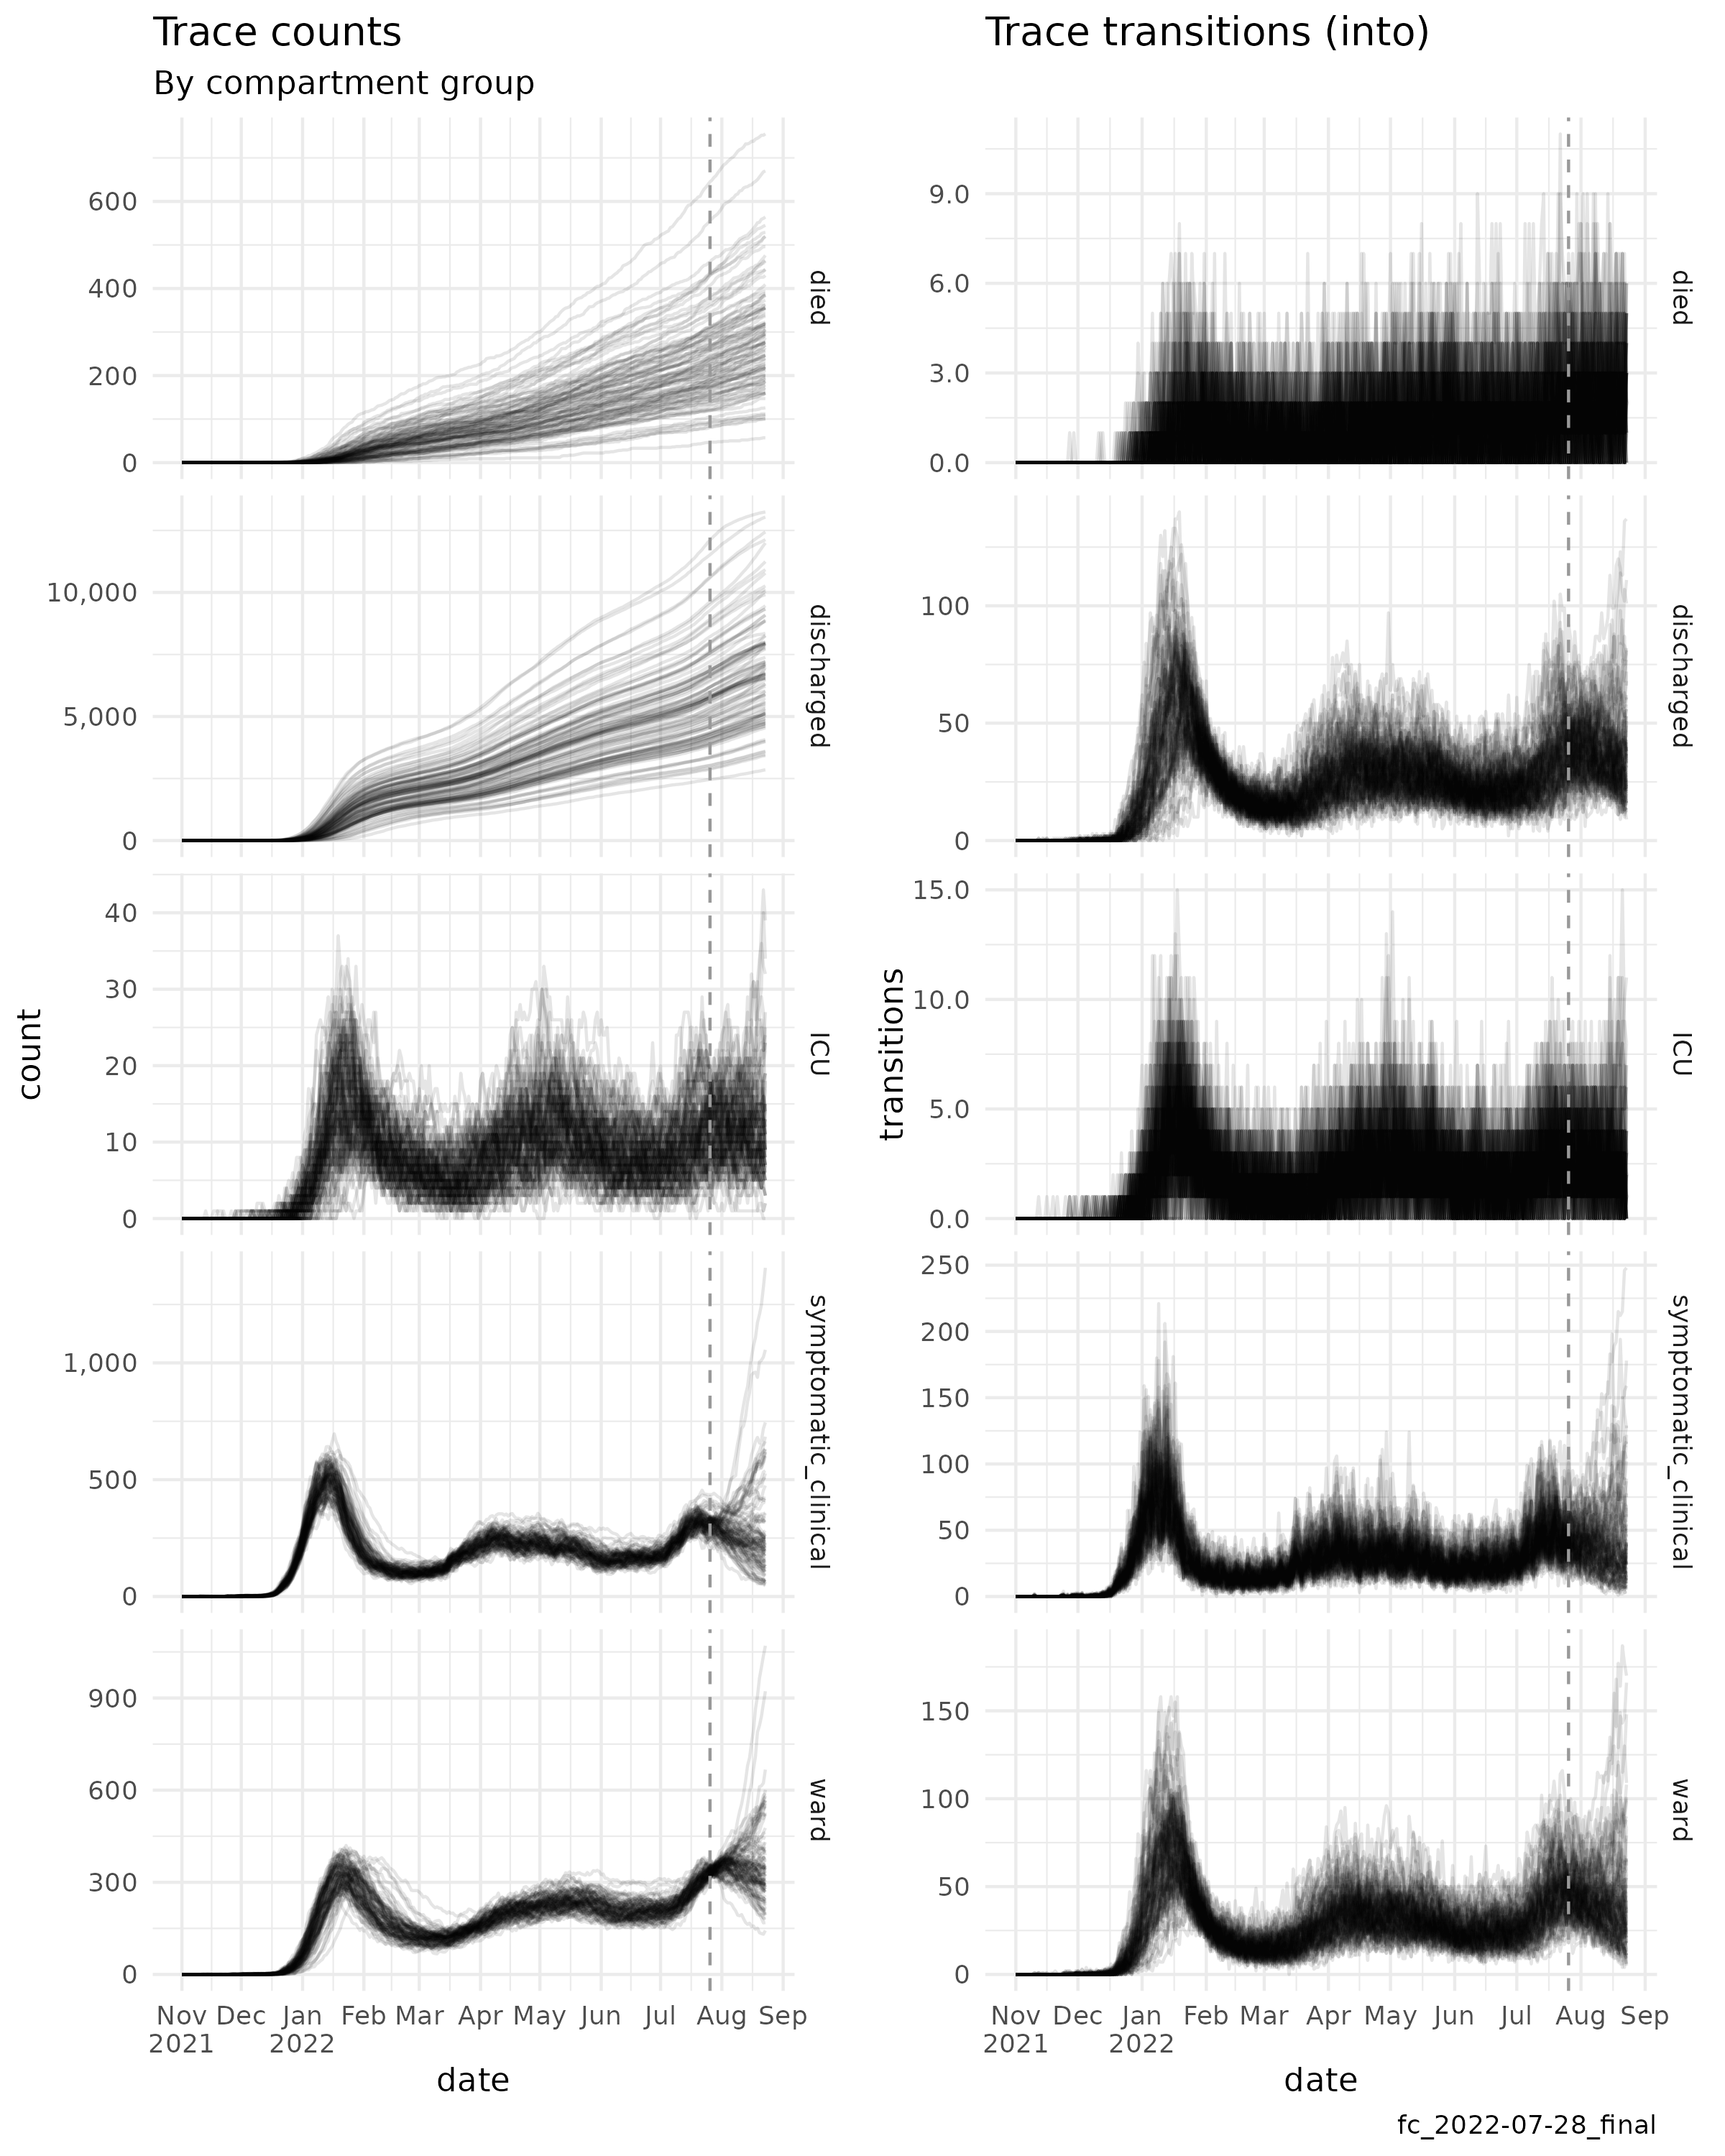 Trace counts
By compartment group
Trace transitions (into)
count
600
400
200
0
died
10,000
5,000
0
discharged
40
30
20
10
0
ICU
1,000
500
0
symptomatic_clinical
900
600
300
0
ward
Nov Dec Jan Feb Mar Apr May Jun Jul Aug Sep
2021 2022
date
transitions
9.0
6.0
3.0
0.0
died
100
50
0
discharged
15.0
10.0
5.0
0.0
ICU
250
200
150
100
50
0
symptomatic_clinical
150
100
50
0
ward
Nov Dec Jan Feb Mar Apr May Jun Jul Aug Sep
2021 2022
date
fc_2022-07-28_final